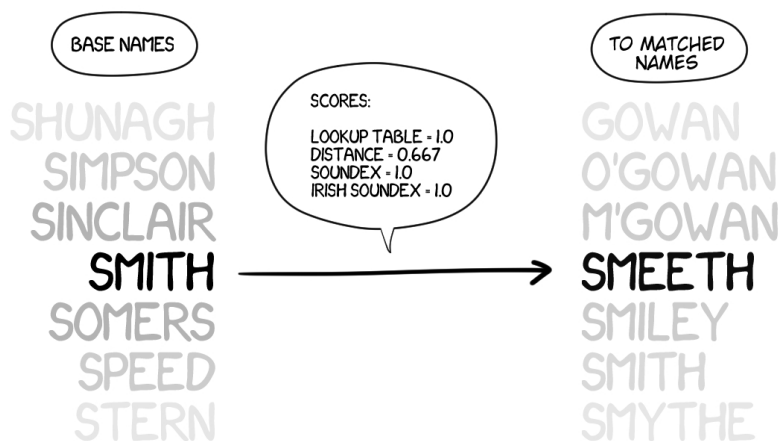 BASE NAMES
TO MATCHED
NAMES
SCORES:
LOOKUP TABLE = 1.0
DISTANCE = 0.667
SOUNDEX = 1.0
IRISH SOUNDEX = 1.0
SHUNAGH
SIMPSON
SINCLAIR
SMITH
SOMERS
SPEED
STERN
GOWAN
O'GOWAN
M'GOWAN
SMEETH
SMILEY
SMITH
SMYTHE